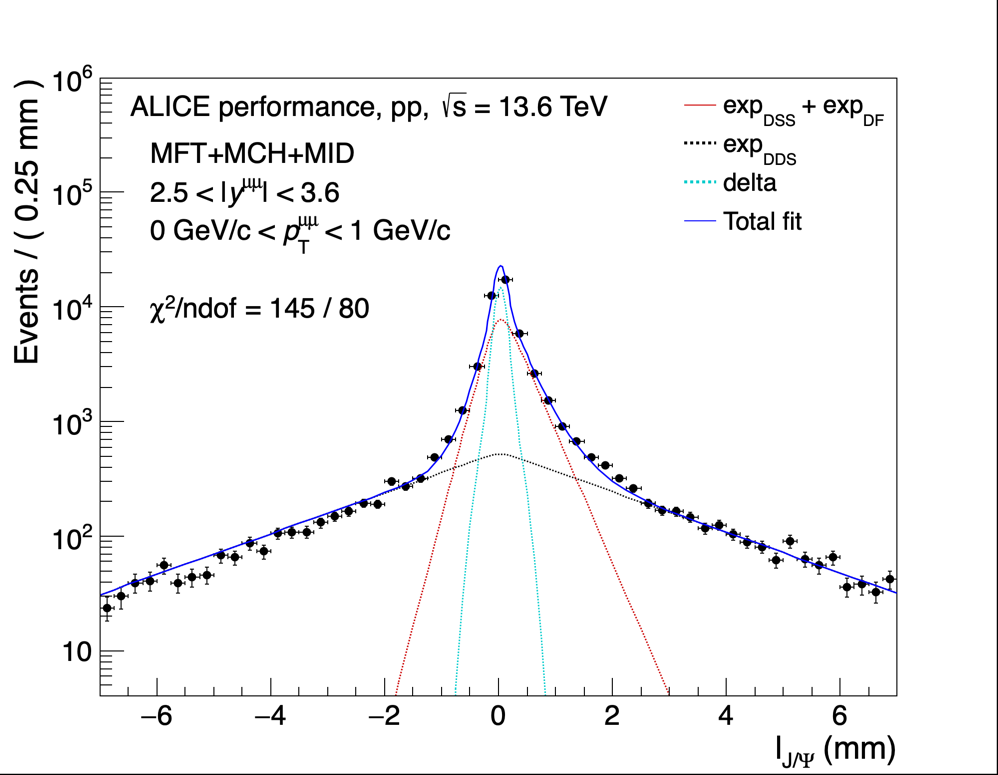 10⁶
10⁵
10⁴
10³
10²
10
Events / ( 0.25 mm )
ALICE performance, pp, √s = 13.6 TeV
MFT+MCH+MID
2.5 < |y^μμ| < 3.6
0 GeV/c < p_T^μμ < 1 GeV/c
χ²/ndof = 145 / 80
exp_DSS + exp_DF
exp_DDS
delta
Total fit
−6 −4 −2 0 2 4 6
l_J/Ψ (mm)